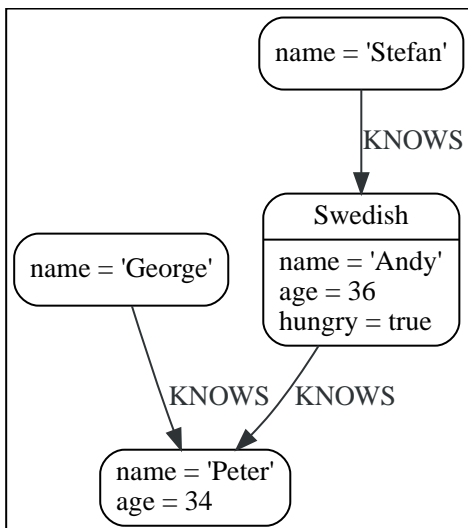 name = 'Stefan'
KNOWS
Swedish
name = 'George'
name = 'Andy'
age = 36
hungry = true
KNOWS
KNOWS
name = 'Peter'
age = 34